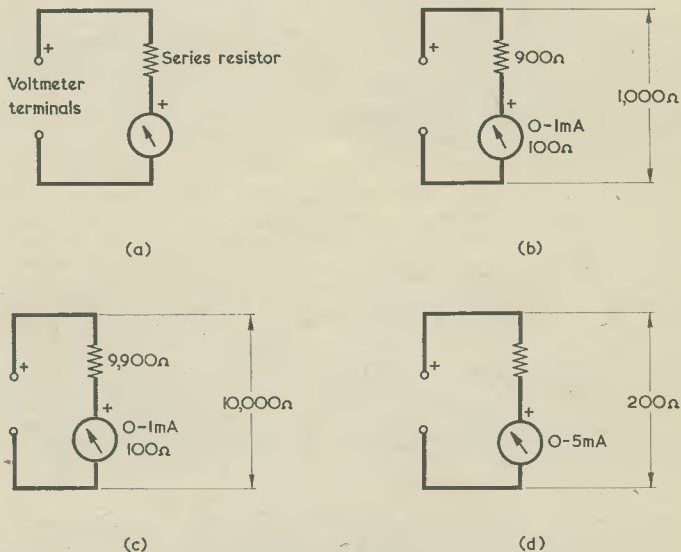 +
Series resistor
Voltmeter
terminals
+
(a)
+
900Ω
1,000Ω
+
0-1mA
100Ω
(b)
+
9,900Ω
10,000Ω
+
0-1mA
100Ω
(c)
+
200Ω
+
0-5mA
(d)